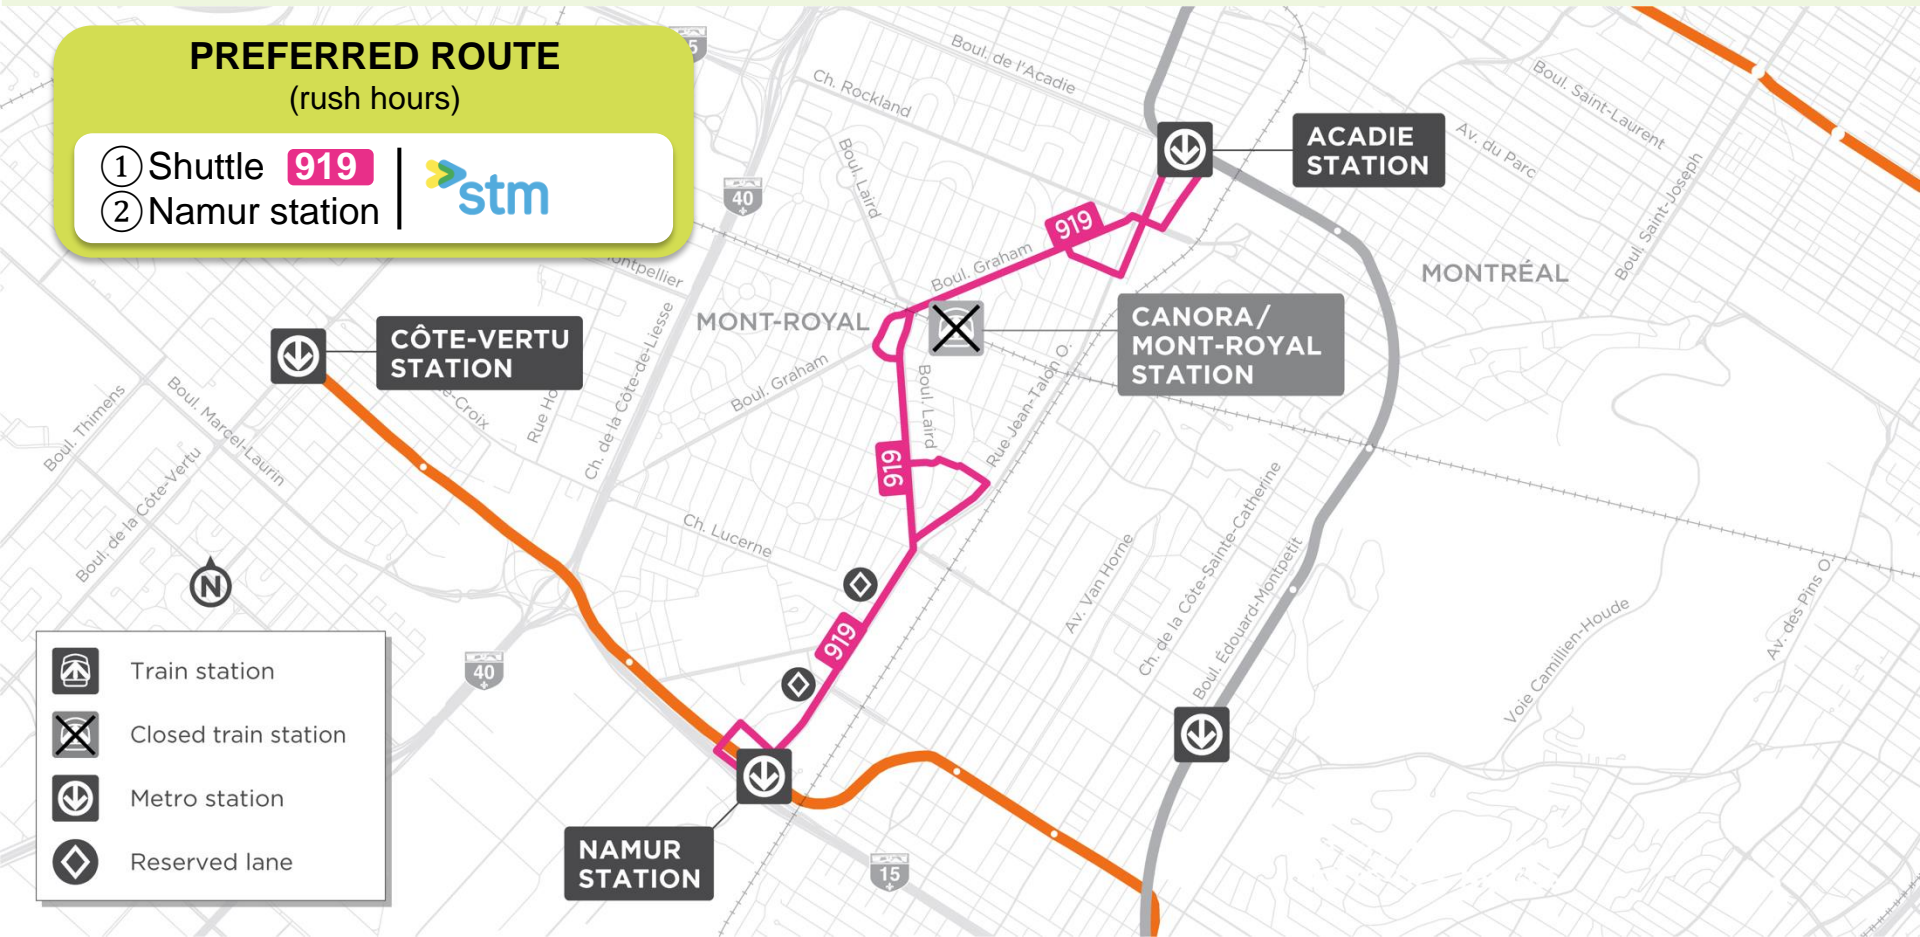 PREFERRED ROUTE
(rush hours)
1 Shuttle 919
2 Namur station
stm
5
Boul. de l'Acadie
Ch. Rockland
Boul. Laird
40
Boul. Saint-Laurent
Av. du Parc
Boul. Saint-Joseph
ACADIE
STATION
919
Boul. Graham
MONTRÉAL
MONT-ROYAL
CANORA/
MONT-ROYAL
STATION
CÔTE-VERTU
STATION
Ch. de la Côte-de-Liesse
Boul. Graham
Boul. Laird
Rue Jean-Talon O.
Boul. Thimens
Boul. Marcel-Laurin
Boul. de la Côte-Vertu
919
Ch. Lucerne
Av. Van Horne
Ch. de la Côte-Sainte-Catherine
Boul. Édouard-Montpetit
Voie Camillien-Houde
Av. des Pins O.
N
919
40
Train station
Closed train station
Metro station
Reserved lane
NAMUR
STATION
15